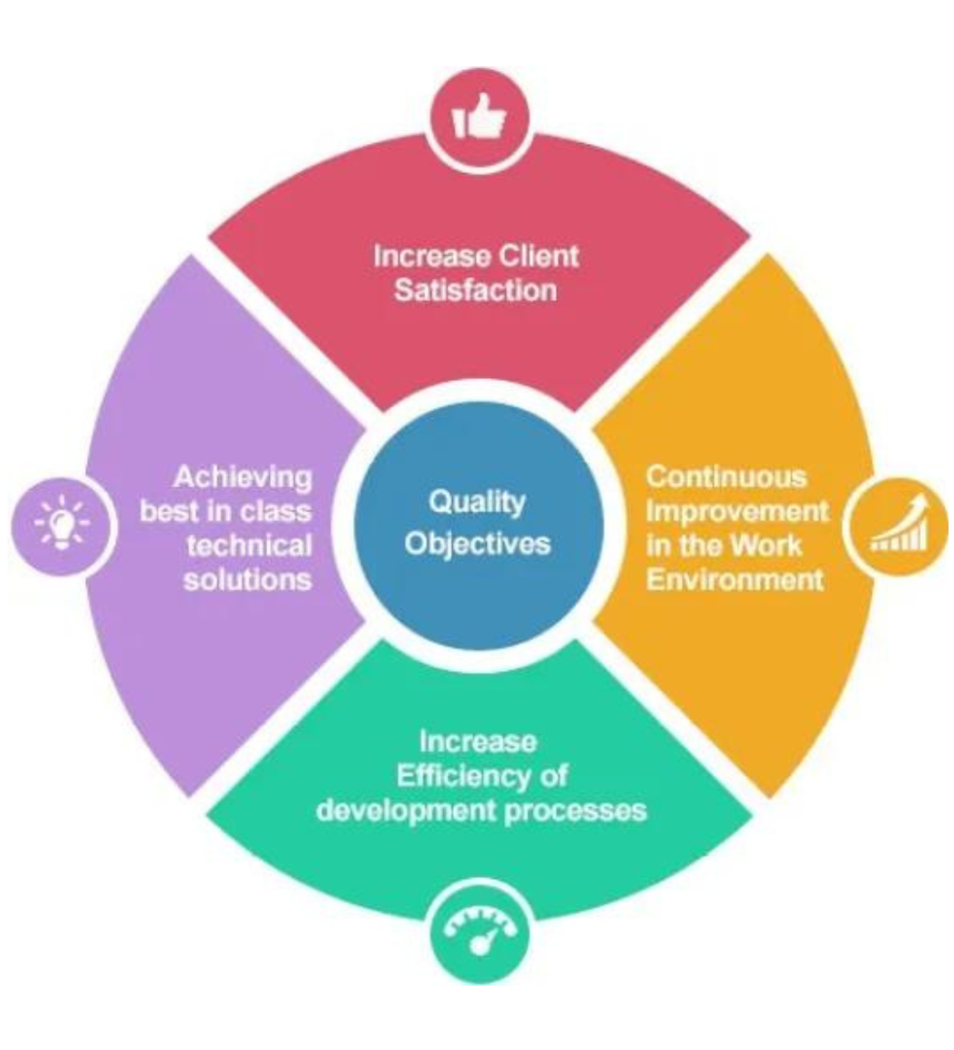 Increase Client
Satisfaction
Achieving
best in class
technical
solutions
Quality
Objectives
Continuous
Improvement
in the Work
Environment
Increase
Efficiency of
development processes